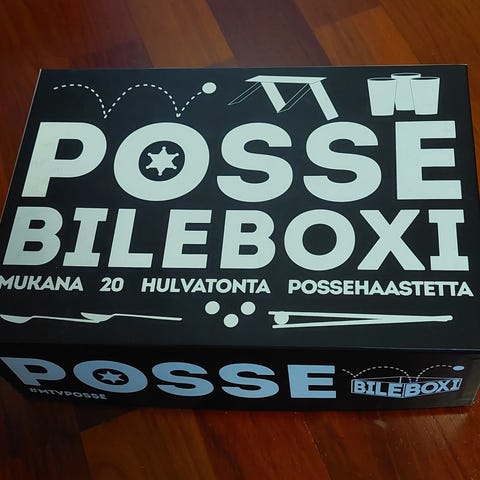 POSSE
BILEBOXI
MUKANA 20 HULVATONTA POSSEHAASTETTA
POSSE BILEBOXI
#MTVPOSSE